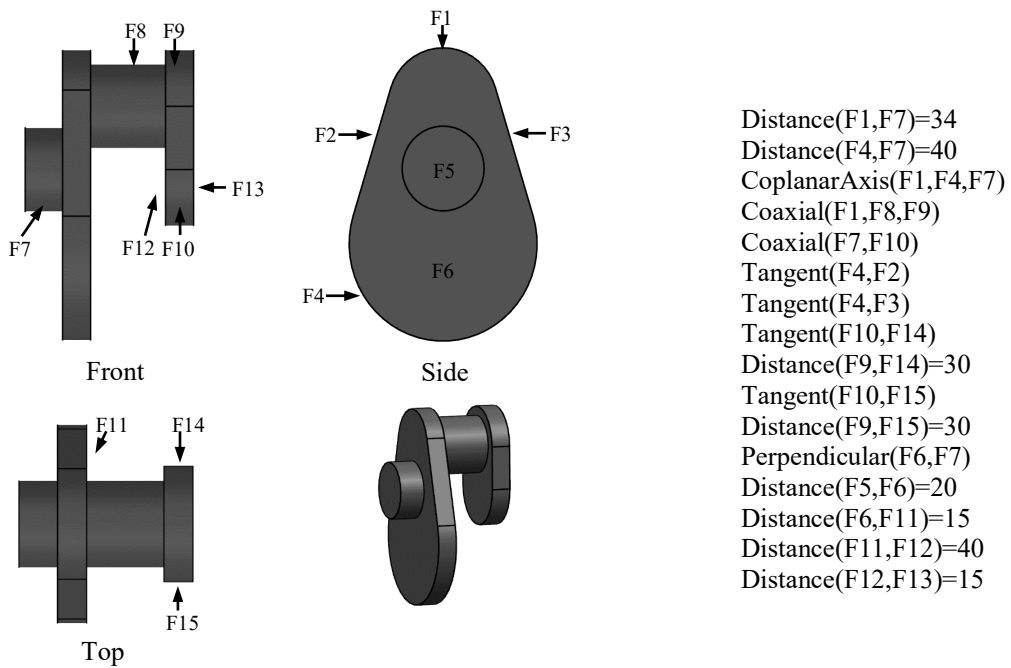 F1
F8
F9
F2
F3
F5
F13
F7
F12
F10
F6
F4
Front
Side
F11
F14
F15
Top
Distance(F1,F7)=34
Distance(F4,F7)=40
CoplanarAxis(F1,F4,F7)
Coaxial(F1,F8,F9)
Coaxial(F7,F10)
Tangent(F4,F2)
Tangent(F4,F3)
Tangent(F10,F14)
Distance(F9,F14)=30
Tangent(F10,F15)
Distance(F9,F15)=30
Perpendicular(F6,F7)
Distance(F5,F6)=20
Distance(F6,F11)=15
Distance(F11,F12)=40
Distance(F12,F13)=15